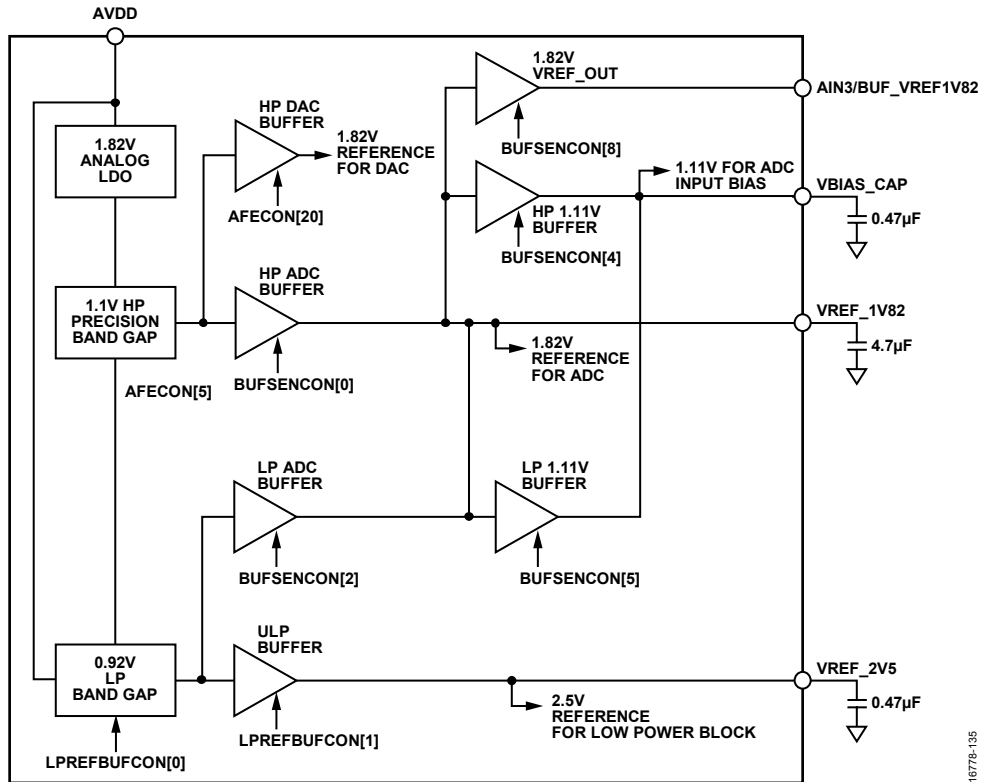 AVDD
1.82V
ANALOG
LDO
HP DAC
BUFFER
1.82V
REFERENCE
FOR DAC
AFECON[20]
1.82V
VREF_OUT
BUFSENCON[8]
AIN3/BUF_VREF1V82
1.11V FOR ADC
INPUT BIAS
HP 1.11V
BUFFER
BUFSENCON[4]
VBIAS_CAP
0.47µF
1.1V HP
PRECISION
BAND GAP
AFECON[5]
HP ADC
BUFFER
BUFSENCON[0]
1.82V
REFERENCE
FOR ADC
VREF_1V82
4.7µF
LP ADC
BUFFER
BUFSENCON[2]
LP 1.11V
BUFFER
BUFSENCON[5]
0.92V
LP
BAND GAP
LPREFBUFCON[0]
ULP
BUFFER
LPREFBUFCON[1]
2.5V
REFERENCE
FOR LOW POWER BLOCK
VREF_2V5
0.47µF
16778-135